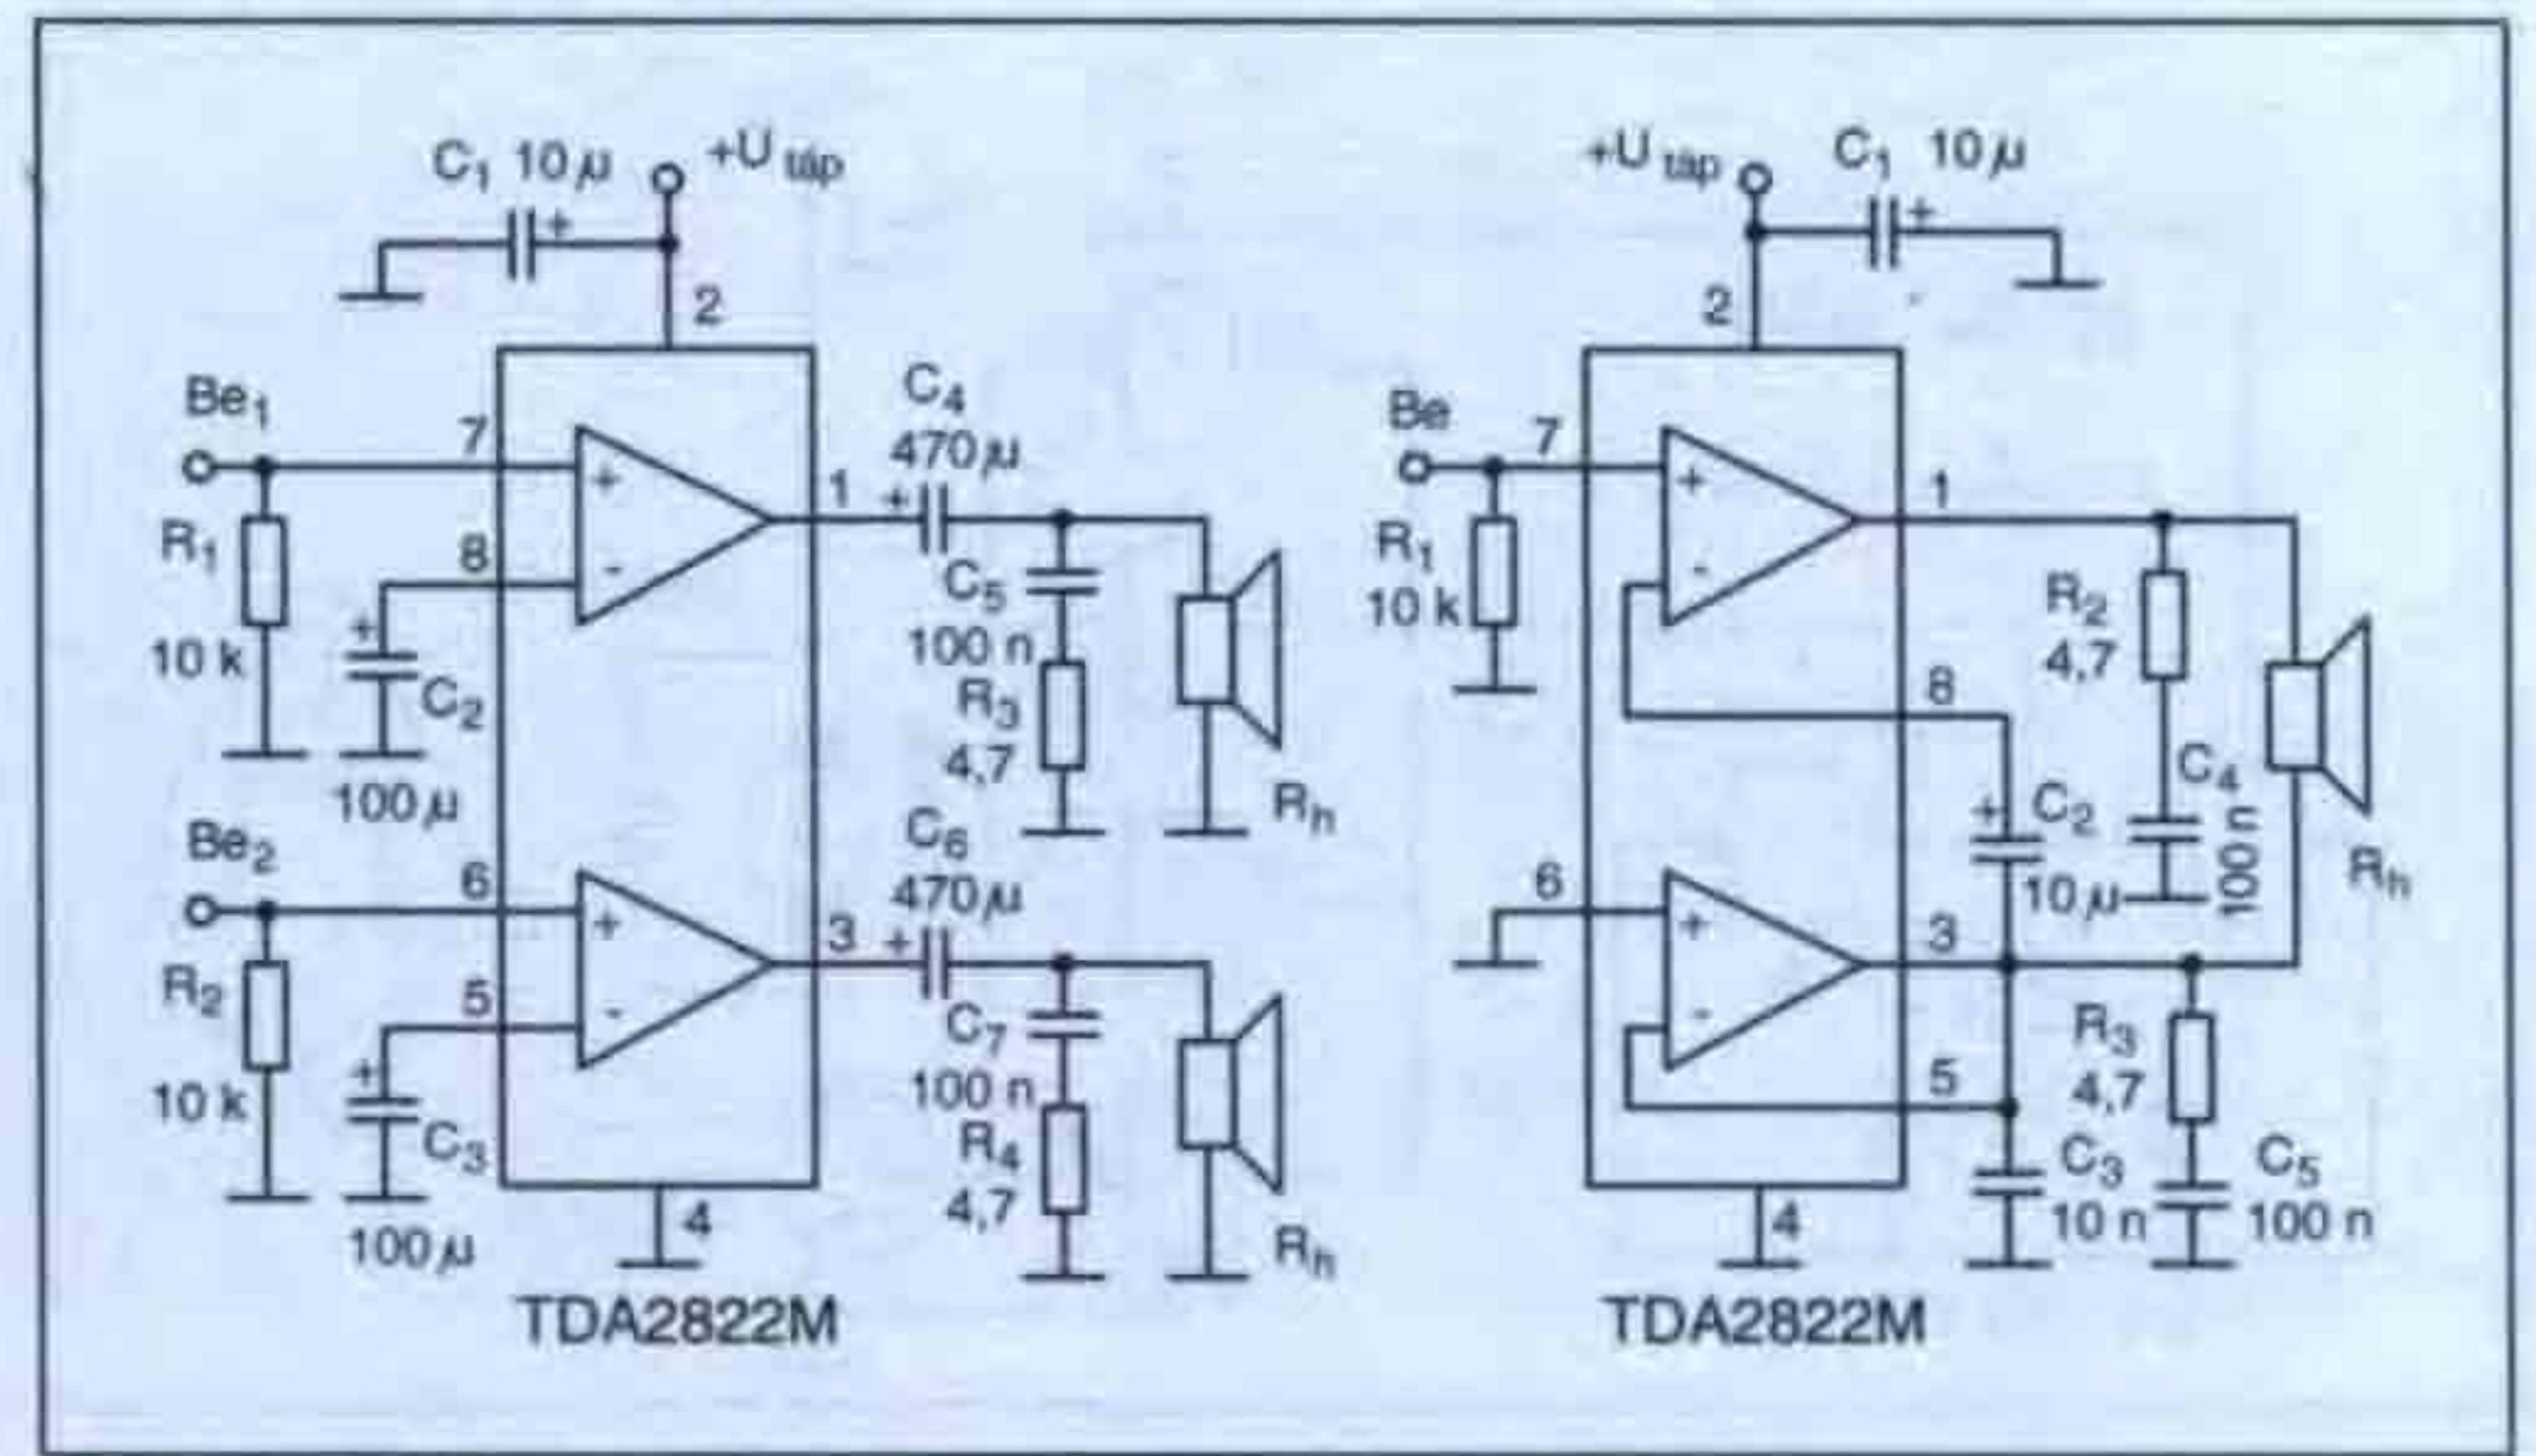 C1 10µ
+U táp
2
Be1
7
R1
10 k
8
+
C2
100µ
+
-
1
C4
470µ
+
C5
100 n
R3
4,7
Rh
Be2
6
R2
10 k
5
+
C3
100µ
+
-
3
C6
470µ
+
C7
100 n
R4
4,7
Rh
4
TDA2822M
+U táp
C1 10µ
+
2
Be
7
R1
10 k
+
-
1
8
R2
4,7
C4
100n
+
C2
10µ
Rh
6
+
-
3
5
R3
4,7
C3
10 n
C5
100 n
4
TDA2822M
+